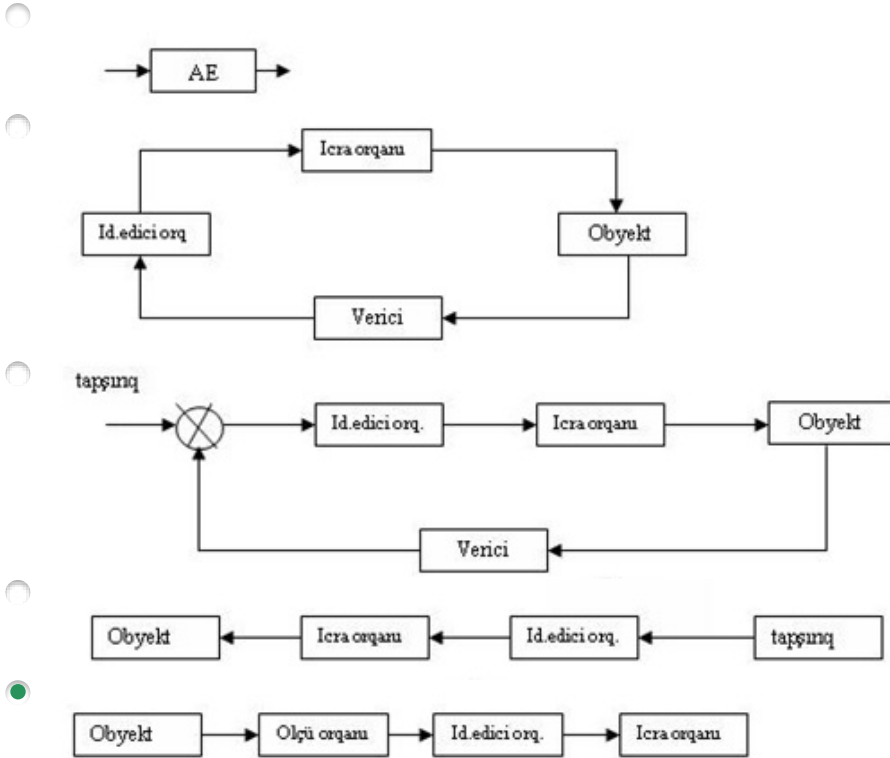 AE
Icra orqanı
Id.edici orq
Obyekt
Verici
tapşırıq
Id.edici orq.
Icra orqanı
Obyekt
Verici
Obyekt
Icra orqanı
Id.edici orq.
tapşırıq
Obyekt
Olçü orqanı
Id.edici orq.
Icra orqanı